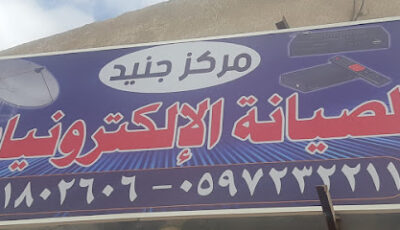 مركز جنيد
لصيانة الإلكترونيا
١٨٠٢٦٠٦ - ٠٥٩٧٢٣٢٢١١